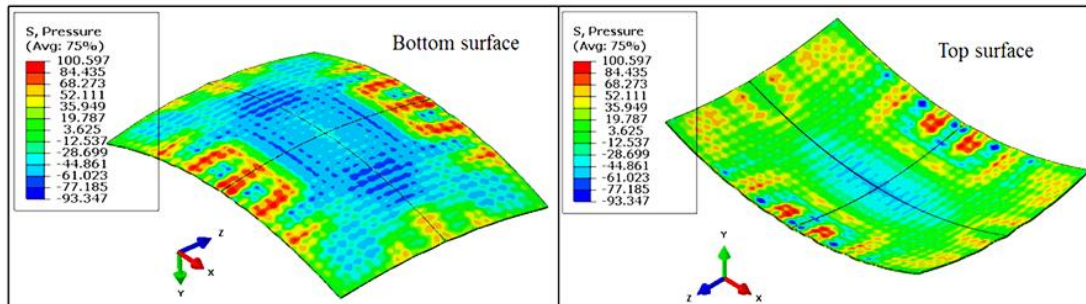 S, Pressure
(Avg: 75%)
100.597
84.435
68.273
52.111
35.949
19.787
3.625
-12.537
-28.699
-44.861
-61.023
-77.185
-93.347
Bottom surface
Z
X
Y
S, Pressure
(Avg: 75%)
100.597
84.435
68.273
52.111
35.949
19.787
3.625
-12.537
-28.699
-44.861
-61.023
-77.185
-93.347
Top surface
Y
Z
X